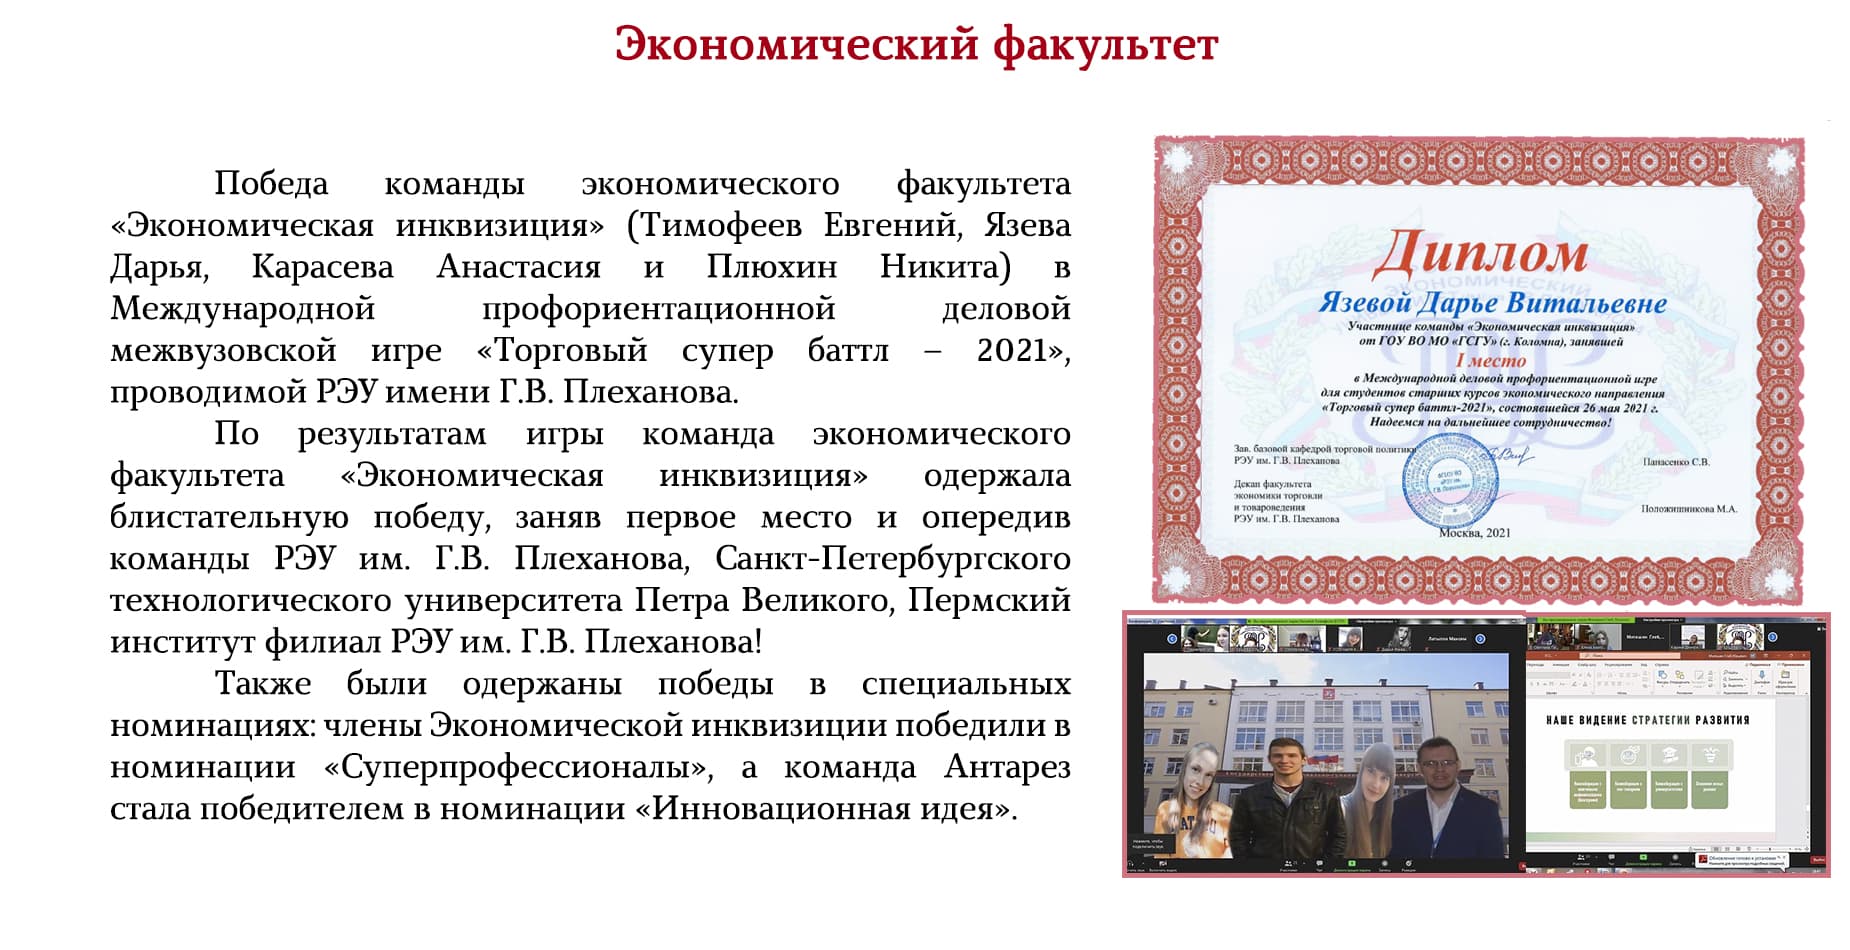 Экономический факультет
Победа команды экономического факультета
«Экономическая инквизиция» (Тимофеев Евгений, Язева
Дарья, Карасева Анастасия и Плюхин Никита) в
Международной профориентационной деловой
межвузовской игре «Торговый супер баттл – 2021»,
проводимой РЭУ имени Г.В. Плеханова.
По результатам игры команда экономического
факультета «Экономическая инквизиция» одержала
блистательную победу, заняв первое место и опередив
команды РЭУ им. Г.В. Плеханова, Санкт-Петербургского
технологического университета Петра Великого, Пермский
институт филиал РЭУ им. Г.В. Плеханова!
Также были одержаны победы в специальных
номинациях: члены Экономической инквизиции победили в
номинации «Суперпрофессионалы», а команда Антарез
стала победителем в номинации «Инновационная идея».
Диплом
Язевой Дарье Витальевне
Участнице команды «Экономическая инквизиция»
от ГОУ ВО МО «ГСГУ» (г. Коломна), занявшей
I место
в Международной деловой профориентационной игре
для студентов старших курсов экономического направления
«Торговый супер баттл-2021», состоявшейся 26 мая 2021 г.
Надеемся на дальнейшее сотрудничество!
Зав. базовой кафедрой торговой политики
РЭУ им. Г.В. Плеханова
Панасенко С.В.
Декан факультета
экономики торговли
и товароведения
РЭУ им. Г.В. Плеханова
Положишникова М.А.
Москва, 2021
НАШЕ ВИДЕНИЕ СТРАТЕГИИ РАЗВИТИЯ